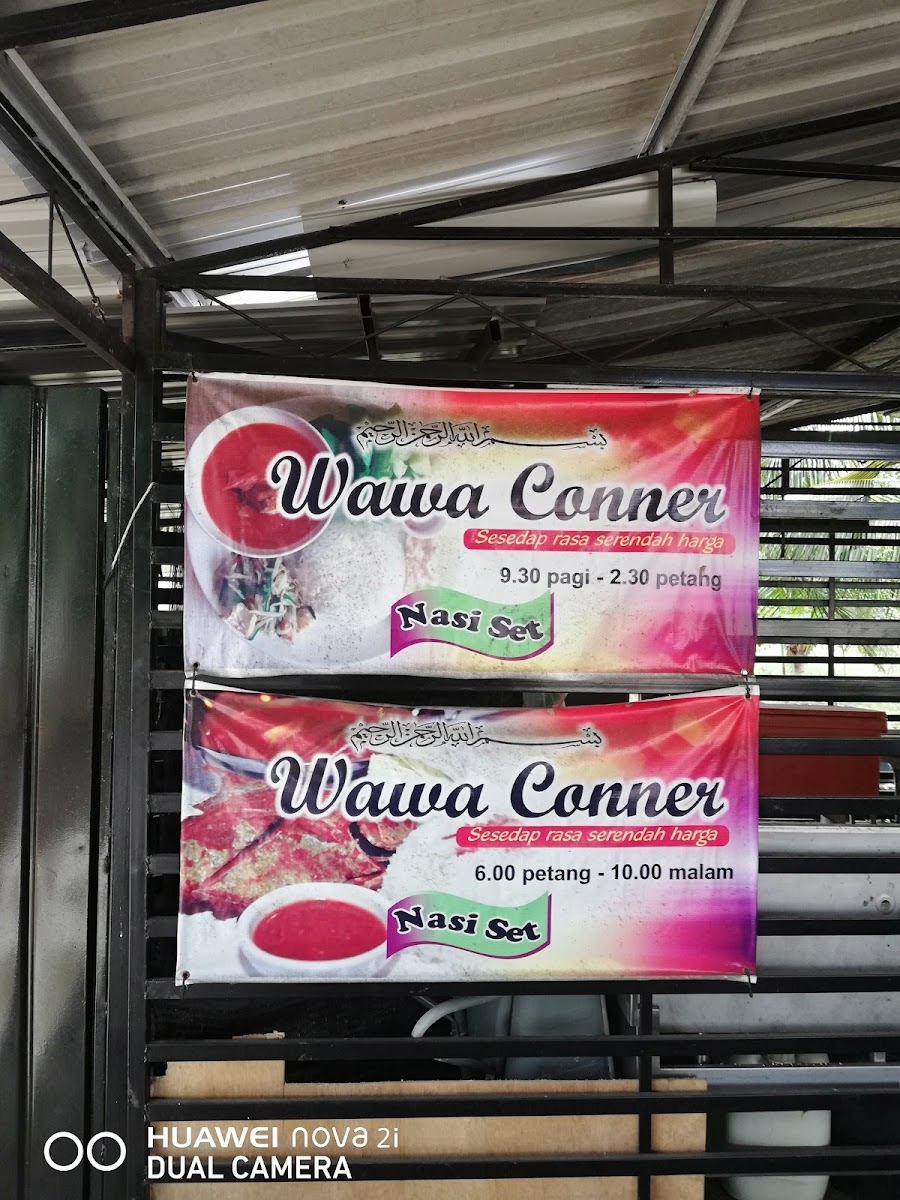 بسم الله الرحمن الرحيم
Wawa Conner
Sesedap rasa serendah harga
9.30 pagi - 2.30 petang
Nasi Set
بسم الله الرحمن الرحيم
Wawa Conner
Sesedap rasa serendah harga
6.00 petang - 10.00 malam
Nasi Set
HUAWEI nova 2i
DUAL CAMERA